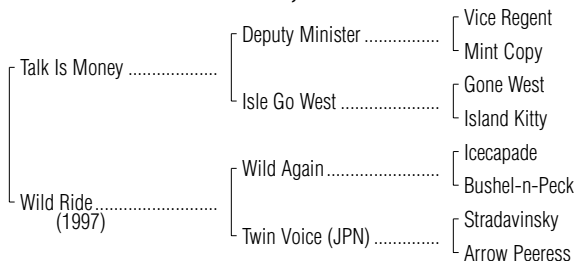 Vice Regent
Deputy Minister ..................
Mint Copy
Talk Is Money ...................
Gone West
Isle Go West .......................
Island Kitty
Icecapade
Wild Again ..........................
Bushel-n-Peck
Wild Ride ..........................
(1997)
Stradavinsky
Twin Voice (JPN) ...............
Arrow Peeress